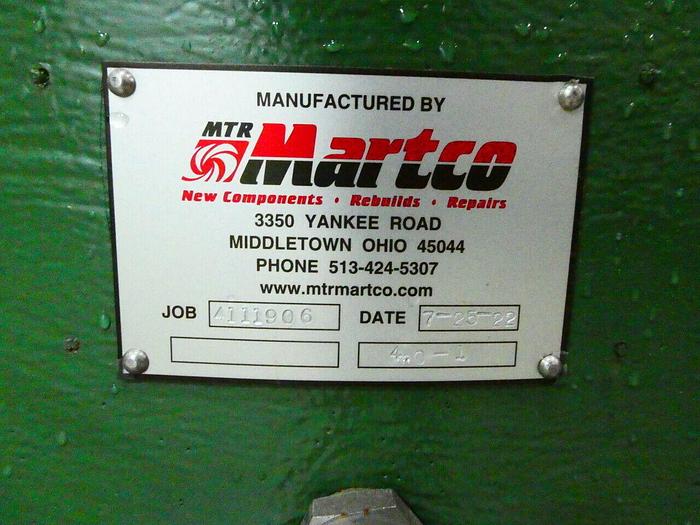 MANUFACTURED BY
MTR Martco
New Components • Rebuilds • Repairs
3350 YANKEE ROAD
MIDDLETOWN OHIO 45044
PHONE 513-424-5307
www.mtrmartco.com
JOB A111906 DATE 7-25-22